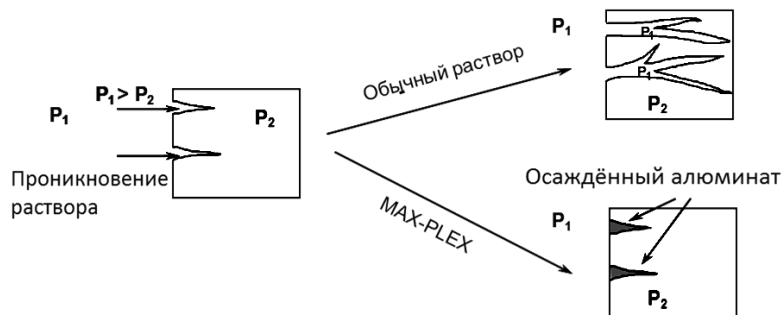 P₁
P₁ > P₂
P₂
Проникновение
раствора
Обычный раствор
MAX-PLEX
P₁
P₁
P₁
P₂
Осаждённый алюминат
P₁
P₂